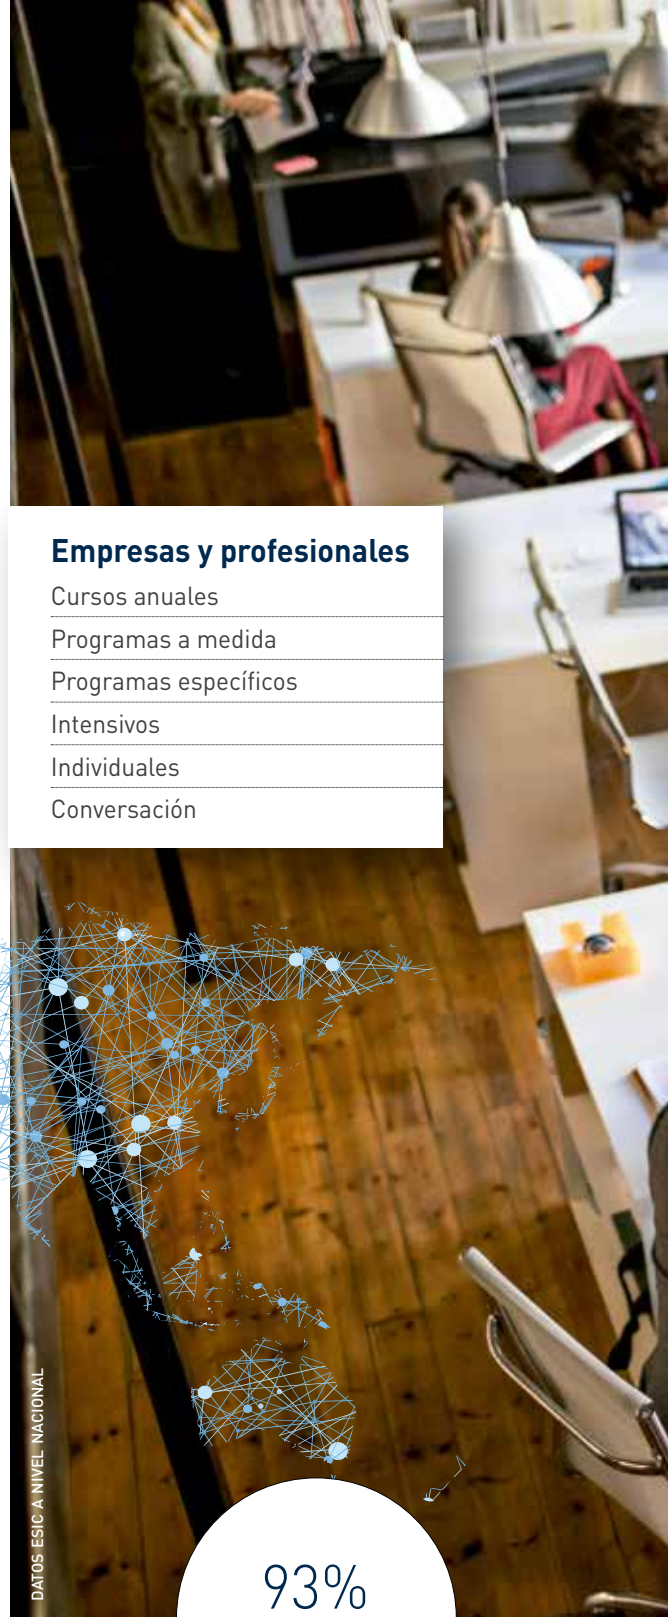 Empresas y profesionales
Cursos anuales
Programas a medida
Programas específicos
Intensivos
Individuales
Conversación
DATOS ESIC A NIVEL NACIONAL
93%